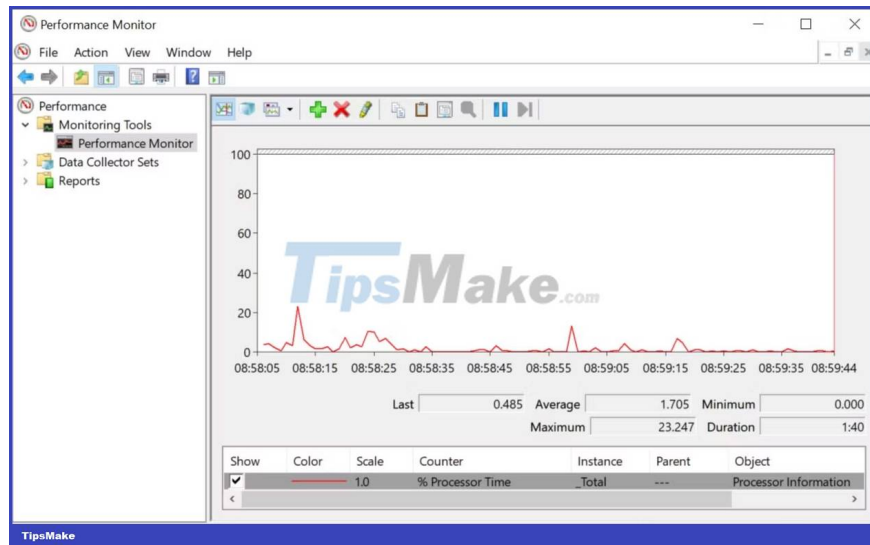 Performance Monitor
File Action View Window Help
Performance
Monitoring Tools
Performance Monitor
Data Collector Sets
Reports
100
80
60
40
20
0
TipsMake.com
08:58:05 08:58:15 08:58:25 08:58:35 08:58:45 08:58:55 08:59:05 08:59:15 08:59:25 08:59:35 08:59:44
Last 0.485 Average 1.705 Minimum 0.000
Maximum 23.247 Duration 1:40
Show Color Scale Counter Instance Parent Object
1.0 % Processor Time _Total --- Processor Information
TipsMake